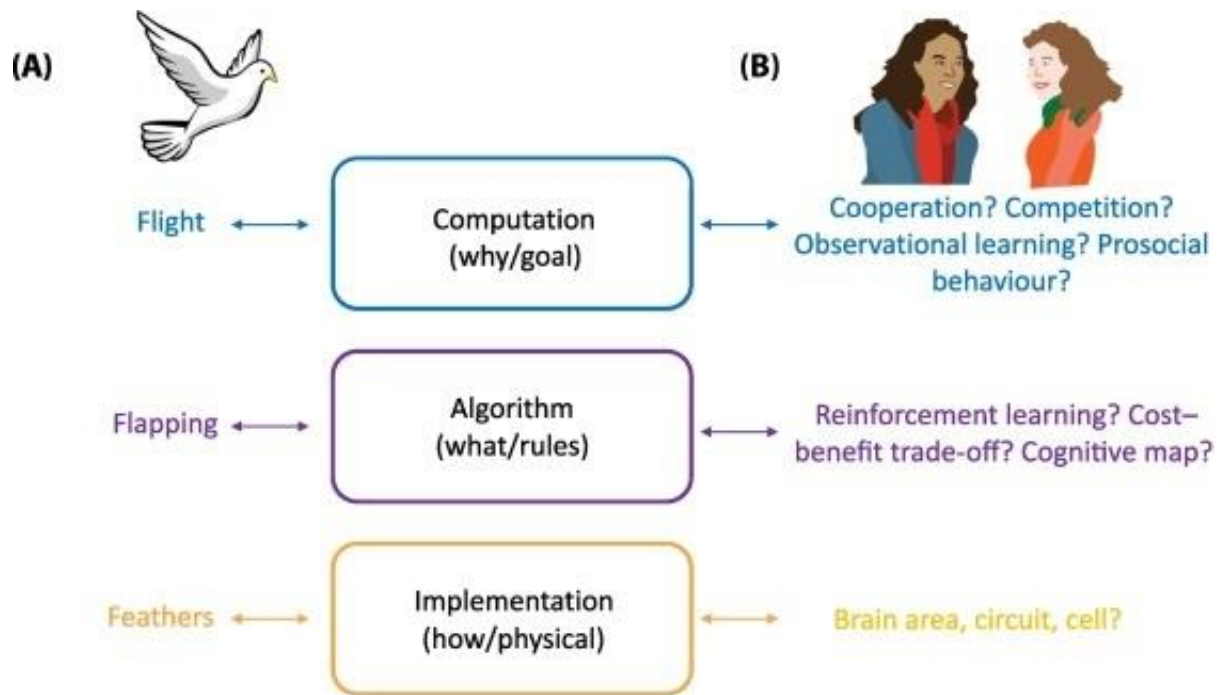 (A)
(B)
Flight
Computation
(why/goal)
Cooperation? Competition?
Observational learning? Prosocial
behaviour?
Flapping
Algorithm
(what/rules)
Reinforcement learning? Cost–
benefit trade-off? Cognitive map?
Feathers
Implementation
(how/physical)
Brain area, circuit, cell?